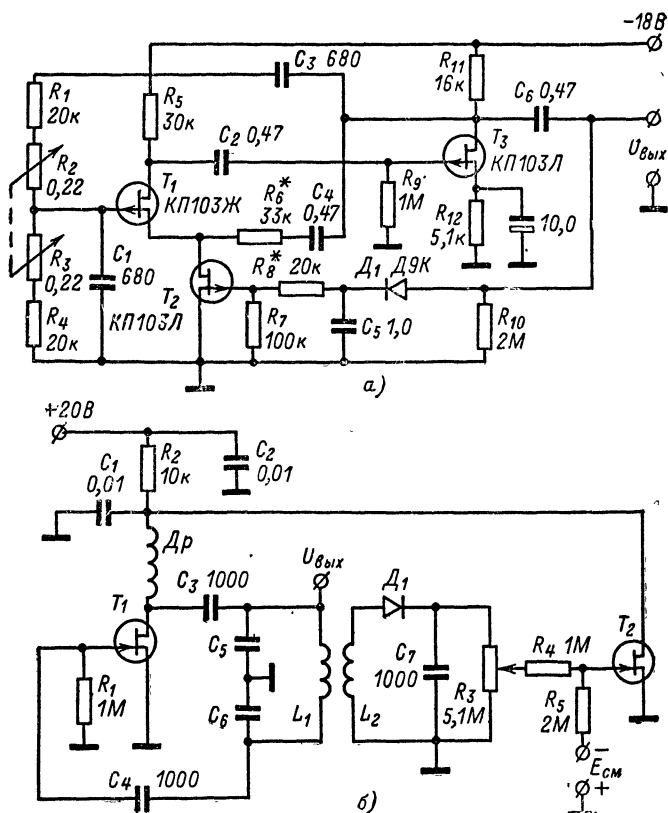 −18В
C₃ 680
R₁
20к
R₅
30к
R₁₁
16к
C₆ 0,47
C₂ 0,47
T₃
Uвых
R₂
0,22
T₁
КП103Ж
R₆*
33к
C₄
0,47
R₉
1М
КП103Л
R₁₂
5,1к
10,0
R₃
0,22
C₁
680
T₂
КП103Л
R₈* 20к
Д₁ Д9К
R₄
20к
R₇
100к
C₅ 1,0
R₁₀
2М
а)
+20В
C₁
0,01
R₂
10к
C₂
0,01
Др
Uвых
C₃ 1000
Д₁
T₁
T₂
R₁
1М
C₅
C₆
L₁
L₂
C₇
1000
R₃
5,1М
R₄ 1М
R₅
2М
−
Eсм
+
C₄ 1000
б)